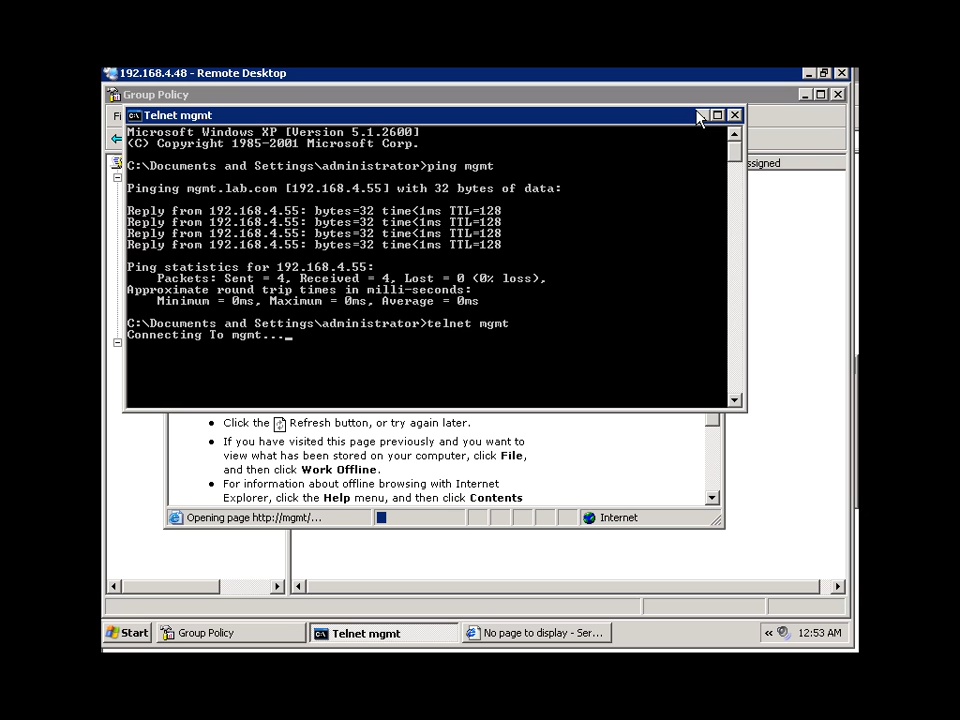 192.168.4.48 - Remote Desktop
Group Policy
Fi
Telnet mgmt
ssigned
Microsoft Windows XP [Version 5.1.2600]
(C) Copyright 1985-2001 Microsoft Corp.
C:\Documents and Settings\administrator>ping mgmt
Pinging mgmt.lab.com [192.168.4.55] with 32 bytes of data:
Reply from 192.168.4.55: bytes=32 time<1ms TTL=128
Reply from 192.168.4.55: bytes=32 time<1ms TTL=128
Reply from 192.168.4.55: bytes=32 time<1ms TTL=128
Reply from 192.168.4.55: bytes=32 time<1ms TTL=128
Ping statistics for 192.168.4.55:
Packets: Sent = 4, Received = 4, Lost = 0 (0% loss),
Approximate round trip times in milli-seconds:
Minimum = 0ms, Maximum = 0ms, Average = 0ms
C:\Documents and Settings\administrator>telnet mgmt
Connecting To mgmt..._
• Click the Refresh button, or try again later.
• If you have visited this page previously and you want to
view what has been stored on your computer, click File,
and then click Work Offline.
• For information about offline browsing with Internet
Explorer, click the Help menu, and then click Contents
Opening page http://mgmt/...
Internet
Start
Group Policy
Telnet mgmt
No page to display - Ser...
« 12:53 AM